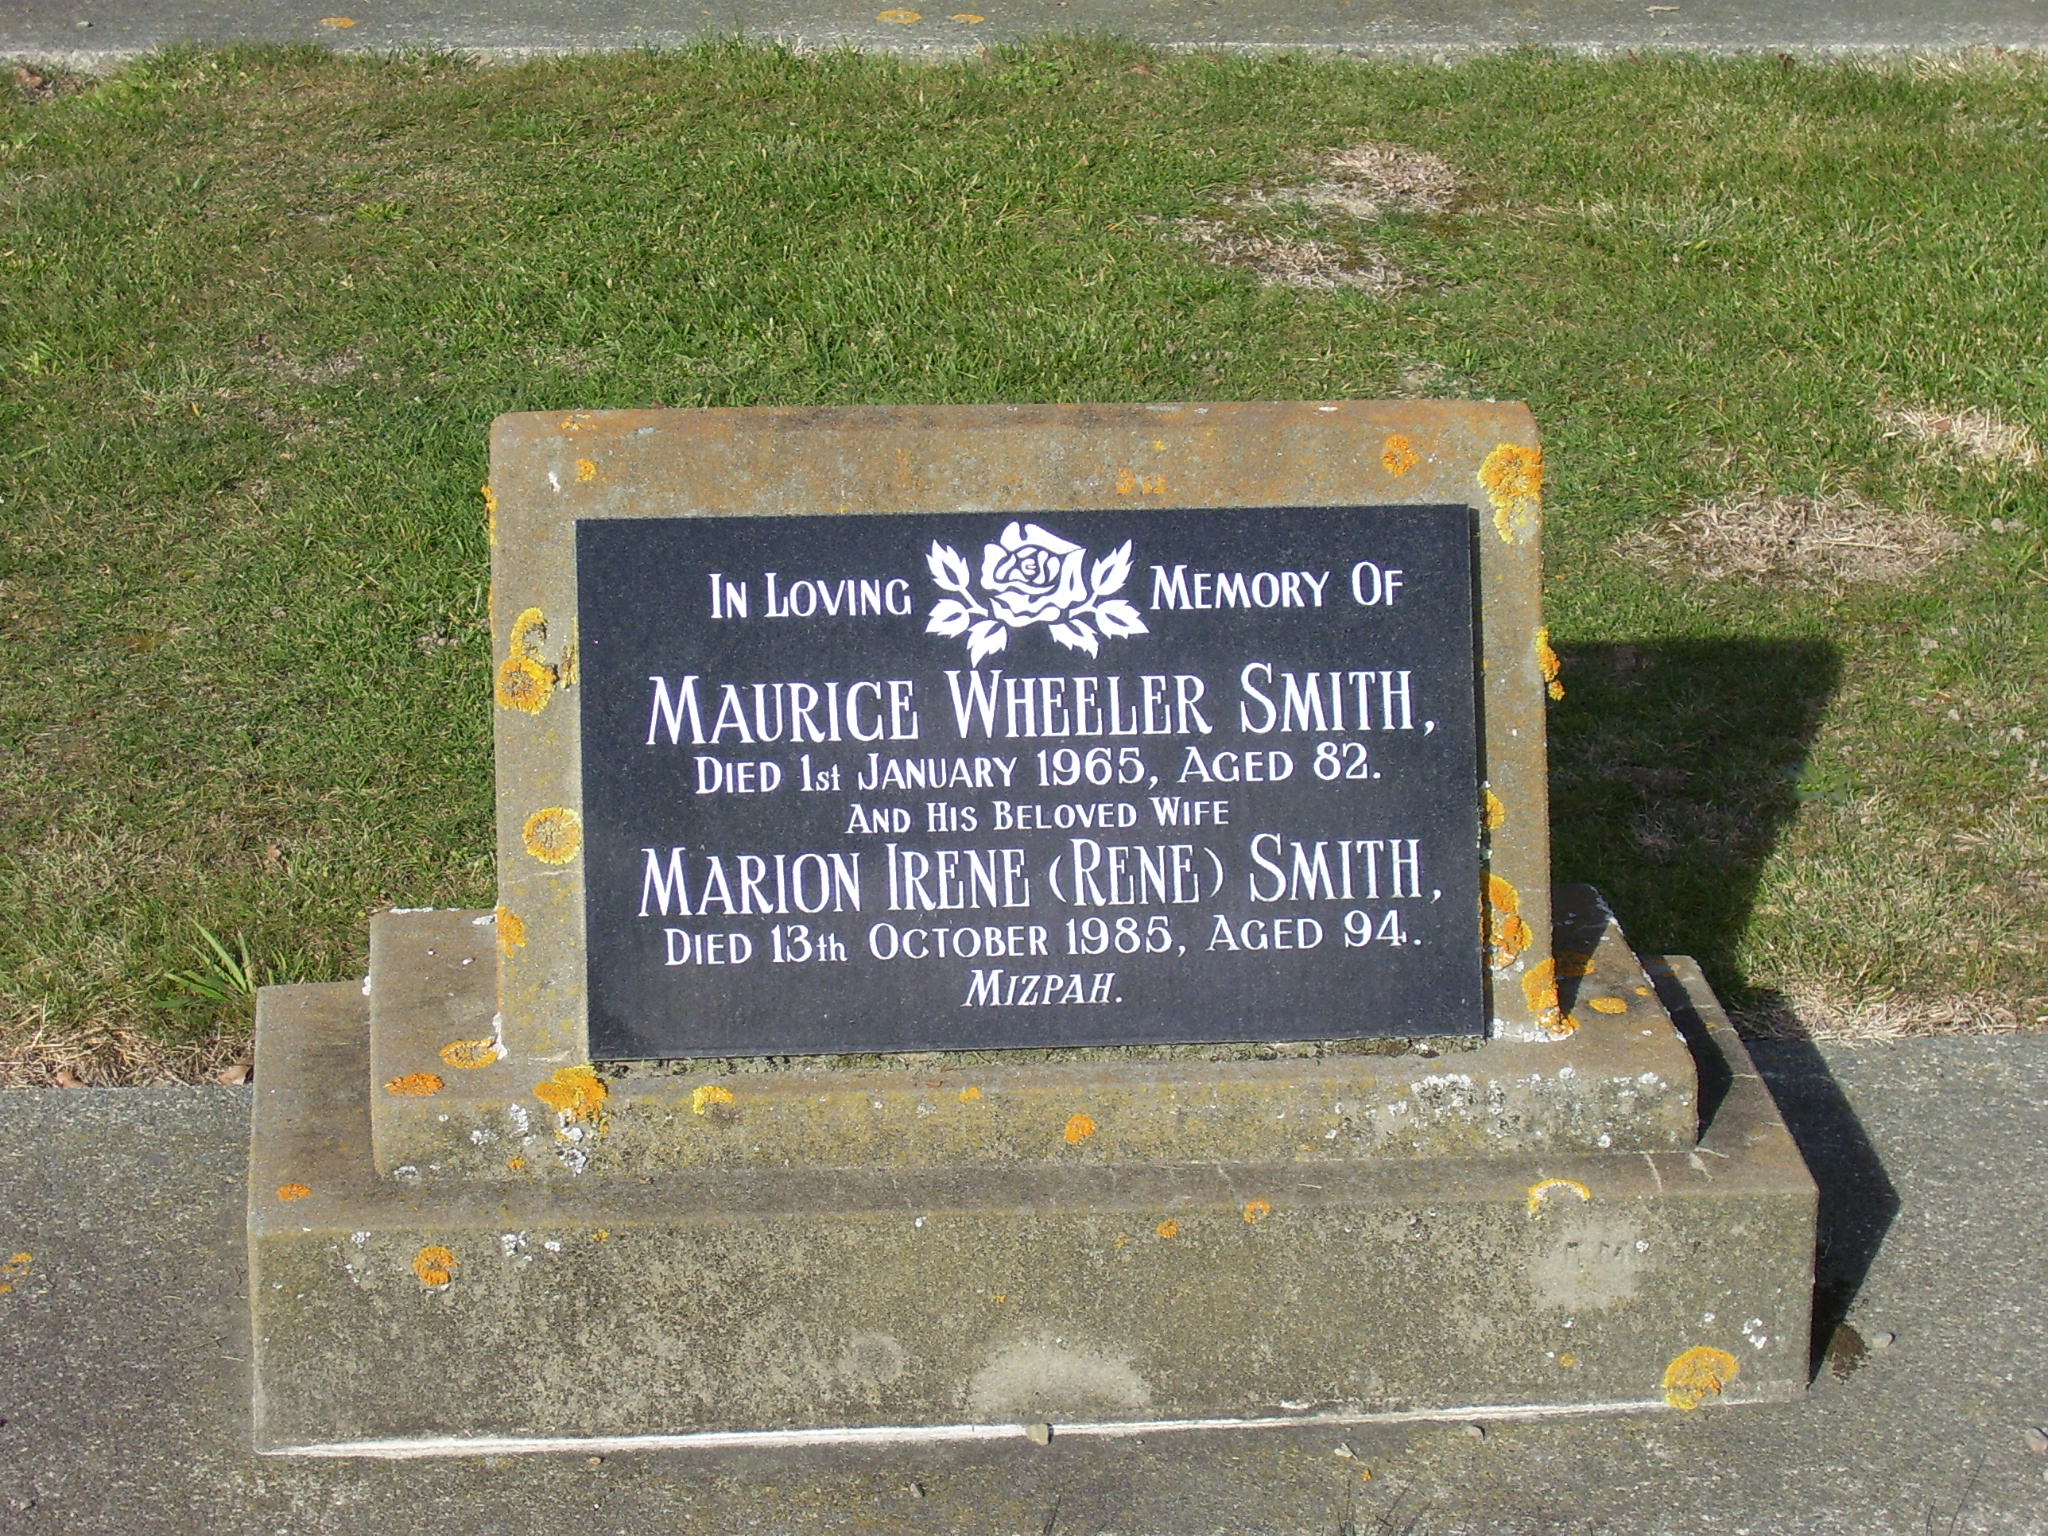 In Loving Memory Of
Maurice Wheeler Smith,
Died 1st January 1965, Aged 82.
And His Beloved Wife
Marion Irene (Rene) Smith,
Died 13th October 1985, Aged 94.
Mizpah.